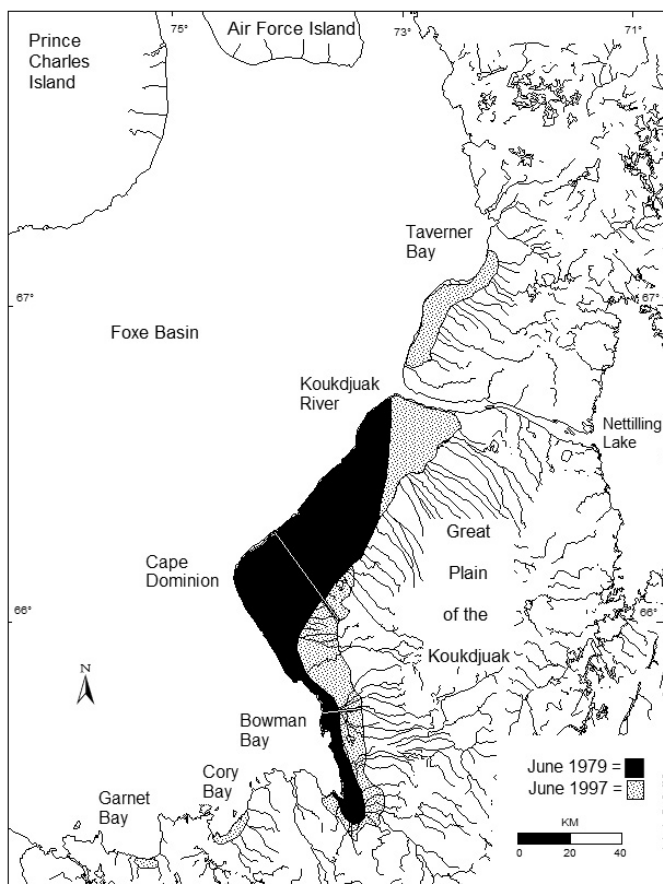 75°
73°
71°
Air Force Island
Prince
Charles
Island
Taverner
Bay
67°
67°
Foxe Basin
Koukdjuak
River
Nettilling
Lake
Great
Plain
of the
Koukdjuak
Cape
Dominion
66°
66°
N
Bowman
Bay
Cory
Bay
Garnet
Bay
June 1979 =
June 1997 =
KM
0 20 40